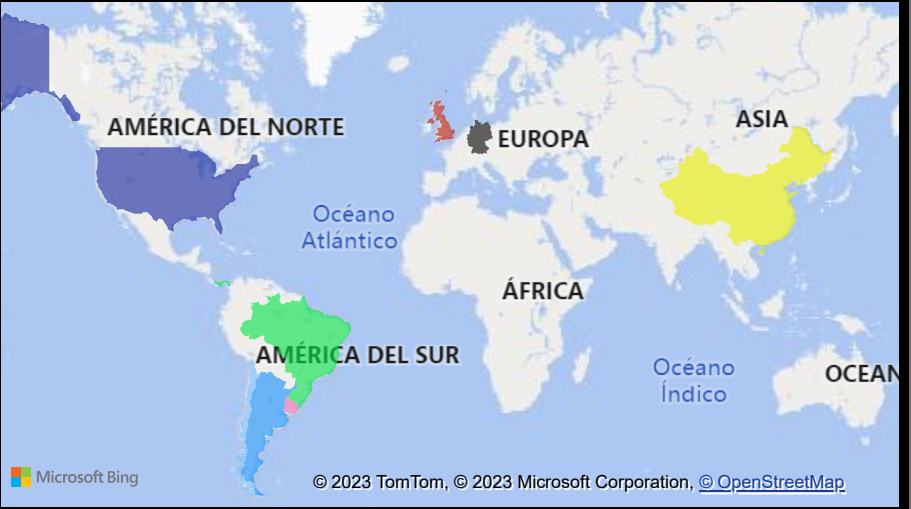 AMÉRICA DEL NORTE
ASIA
EUROPA
Océano
Atlántico
ÁFRICA
AMÉRICA DEL SUR
Océano
Índico
OCEAN
Microsoft Bing
© 2023 TomTom, © 2023 Microsoft Corporation, © OpenStreetMap